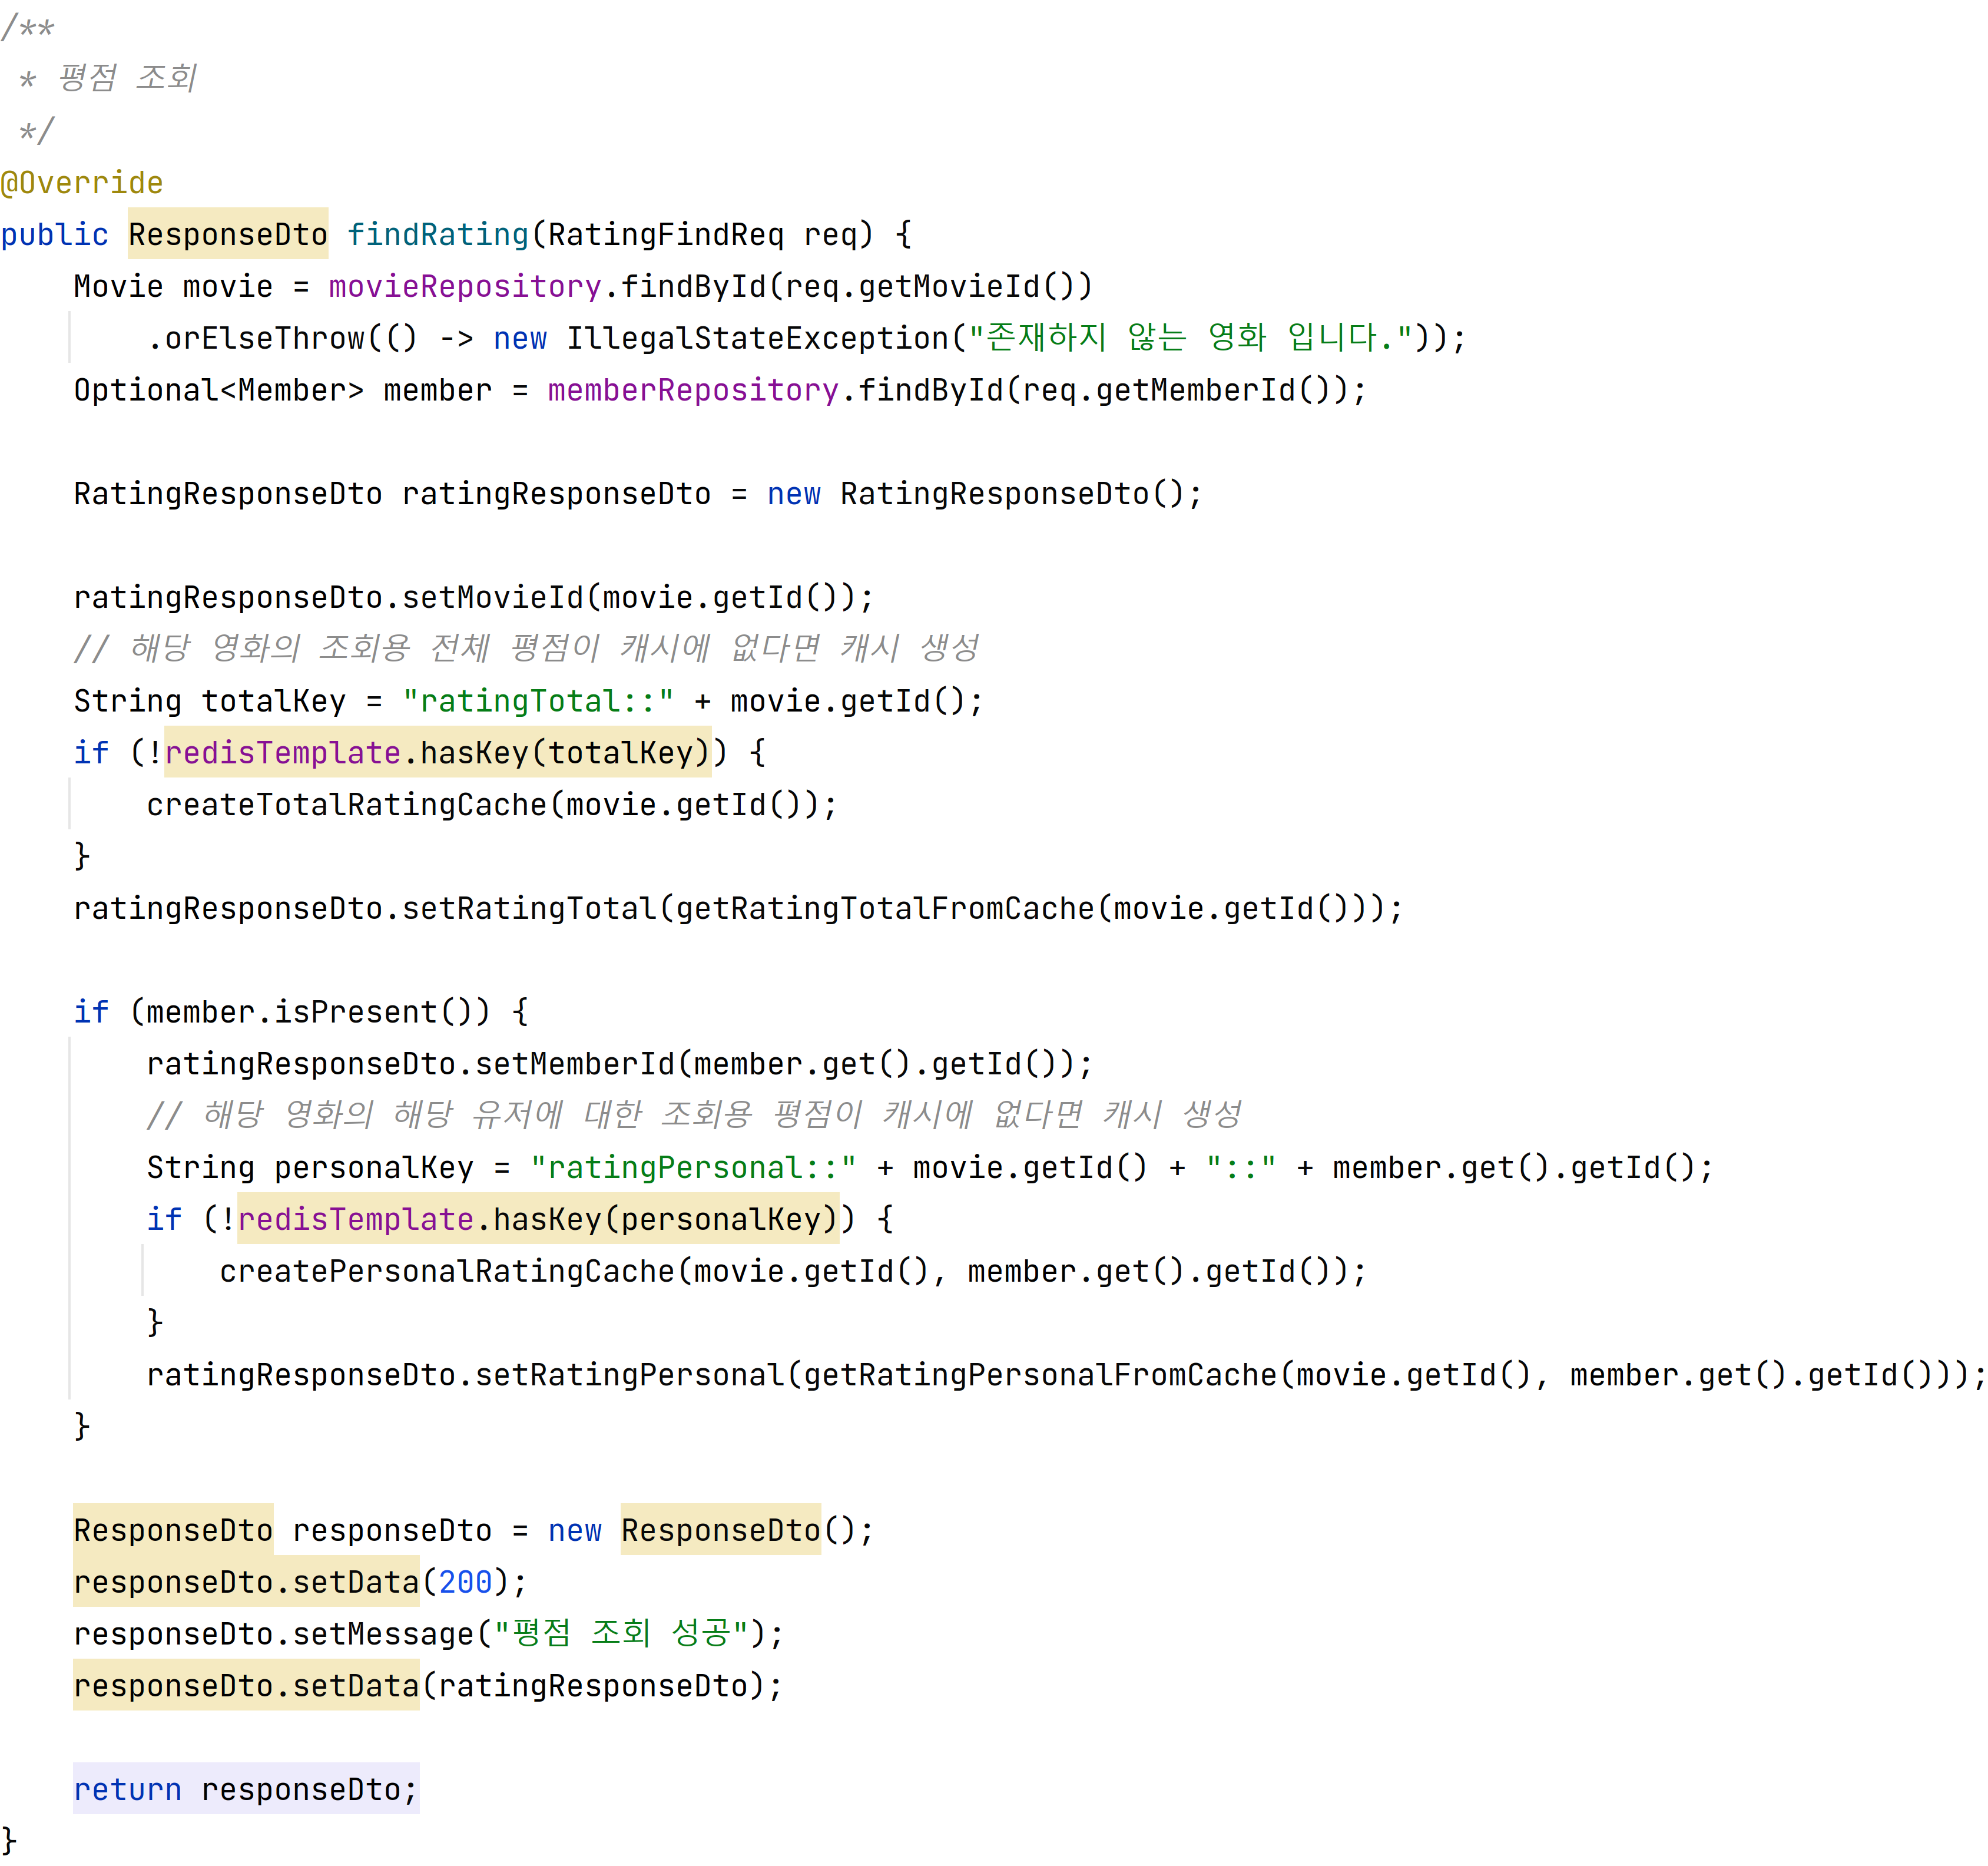 /**
 * 평점 조회
 */
@Override
public ResponseDto findRating(RatingFindReq req) {
    Movie movie = movieRepository.findById(req.getMovieId())
        .orElseThrow(() -> new IllegalStateException("존재하지 않는 영화 입니다."));
    Optional<Member> member = memberRepository.findById(req.getMemberId());

    RatingResponseDto ratingResponseDto = new RatingResponseDto();

    ratingResponseDto.setMovieId(movie.getId());
    // 해당 영화의 조회용 전체 평점이 캐시에 없다면 캐시 생성
    String totalKey = "ratingTotal::" + movie.getId();
    if (!redisTemplate.hasKey(totalKey)) {
        createTotalRatingCache(movie.getId());
    }
    ratingResponseDto.setRatingTotal(getRatingTotalFromCache(movie.getId()));

    if (member.isPresent()) {
        ratingResponseDto.setMemberId(member.get().getId());
        // 해당 영화의 해당 유저에 대한 조회용 평점이 캐시에 없다면 캐시 생성
        String personalKey = "ratingPersonal::" + movie.getId() + "::" + member.get().getId();
        if (!redisTemplate.hasKey(personalKey)) {
            createPersonalRatingCache(movie.getId(), member.get().getId());
        }
        ratingResponseDto.setRatingPersonal(getRatingPersonalFromCache(movie.getId(), member.get().getId()));
    }

    ResponseDto responseDto = new ResponseDto();
    responseDto.setData(200);
    responseDto.setMessage("평점 조회 성공");
    responseDto.setData(ratingResponseDto);

    return responseDto;
}